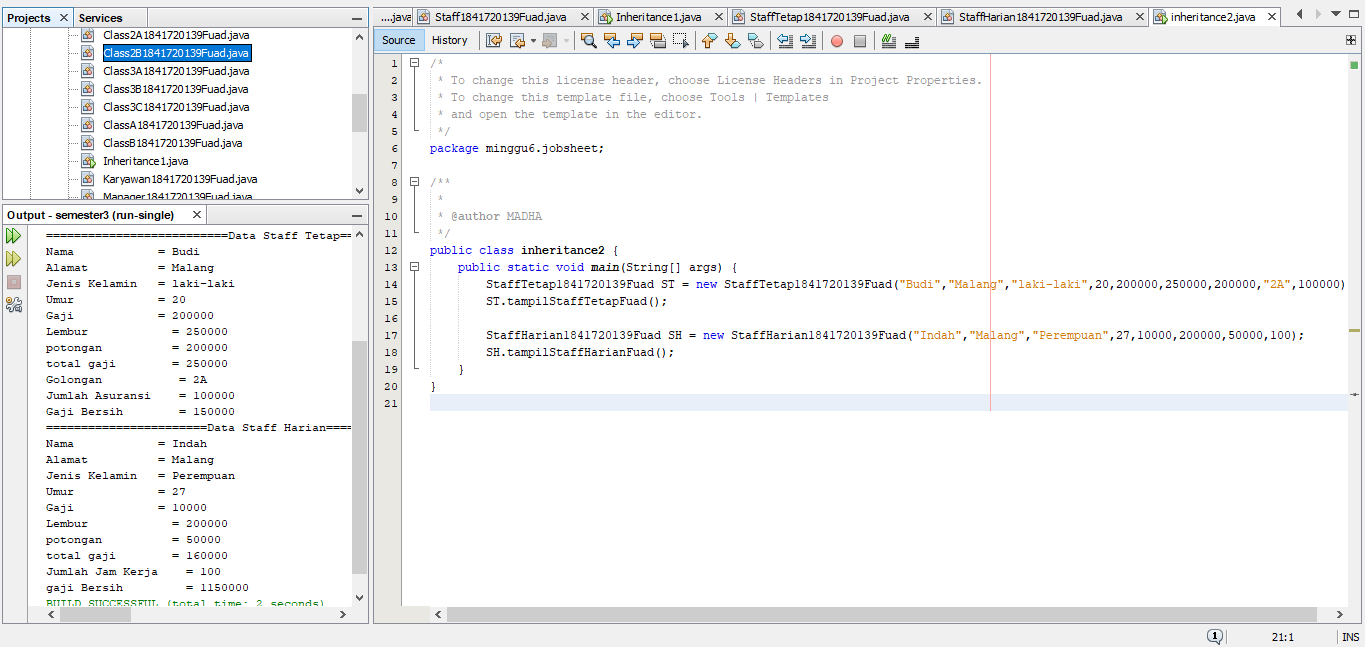 Projects
Services
Class2A1841720139Fuad.java
Class2B1841720139Fuad.java
Class3A1841720139Fuad.java
Class3B1841720139Fuad.java
Class3C1841720139Fuad.java
ClassA1841720139Fuad.java
ClassB1841720139Fuad.java
Inheritance1.java
Karyawan1841720139Fuad.java
Manager1841720139Fuad.java
Output - semester3 (run-single)
==========================Data Staff Tetap==
Nama = Budi
Alamat = Malang
Jenis Kelamin = laki-laki
Umur = 20
Gaji = 200000
Lembur = 250000
potongan = 200000
total gaji = 250000
Golongan = 2A
Jumlah Asuransi = 100000
Gaji Bersih = 150000
=======================Data Staff Harian====
Nama = Indah
Alamat = Malang
Jenis Kelamin = Perempuan
Umur = 27
Gaji = 10000
Lembur = 200000
potongan = 50000
total gaji = 160000
Jumlah Jam Kerja = 100
gaji Bersih = 1150000
BUILD SUCCESSFUL (total time: 2 seconds)
...java
Staff1841720139Fuad.java
Inheritance1.java
StaffTetap1841720139Fuad.java
StaffHarian1841720139Fuad.java
inheritance2.java
Source
History
1 /*
2 * To change this license header, choose License Headers in Project Properties.
3 * To change this template file, choose Tools | Templates
4 * and open the template in the editor.
5 */
6 package minggu6.jobsheet;
7
8 /**
9 *
10 * @author MADHA
11 */
12 public class inheritance2 {
13 public static void main(String[] args) {
14 StaffTetap1841720139Fuad ST = new StaffTetap1841720139Fuad("Budi","Malang","laki-laki",20,200000,250000,200000,"2A",100000)
15 ST.tampilStaffTetapFuad();
16
17 StaffHarian1841720139Fuad SH = new StaffHarian1841720139Fuad("Indah","Malang","Perempuan",27,10000,200000,50000,100);
18 SH.tampilStaffHarianFuad();
19 }
20 }
21
1
21:1
INS